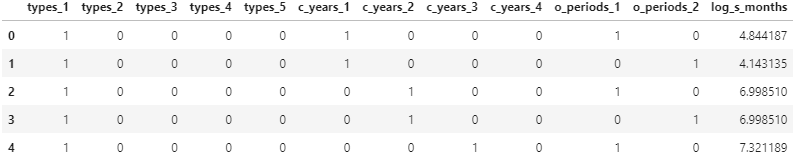 types_1 types_2 types_3 types_4 types_5 c_years_1 c_years_2 c_years_3 c_years_4 o_periods_1 o_periods_2 log_s_months
0 1 0 0 0 0 1 0 0 0 1 0 4.844187
1 1 0 0 0 0 1 0 0 0 0 1 4.143135
2 1 0 0 0 0 0 1 0 0 1 0 6.998510
3 1 0 0 0 0 0 1 0 0 0 1 6.998510
4 1 0 0 0 0 0 0 1 0 1 0 7.321189